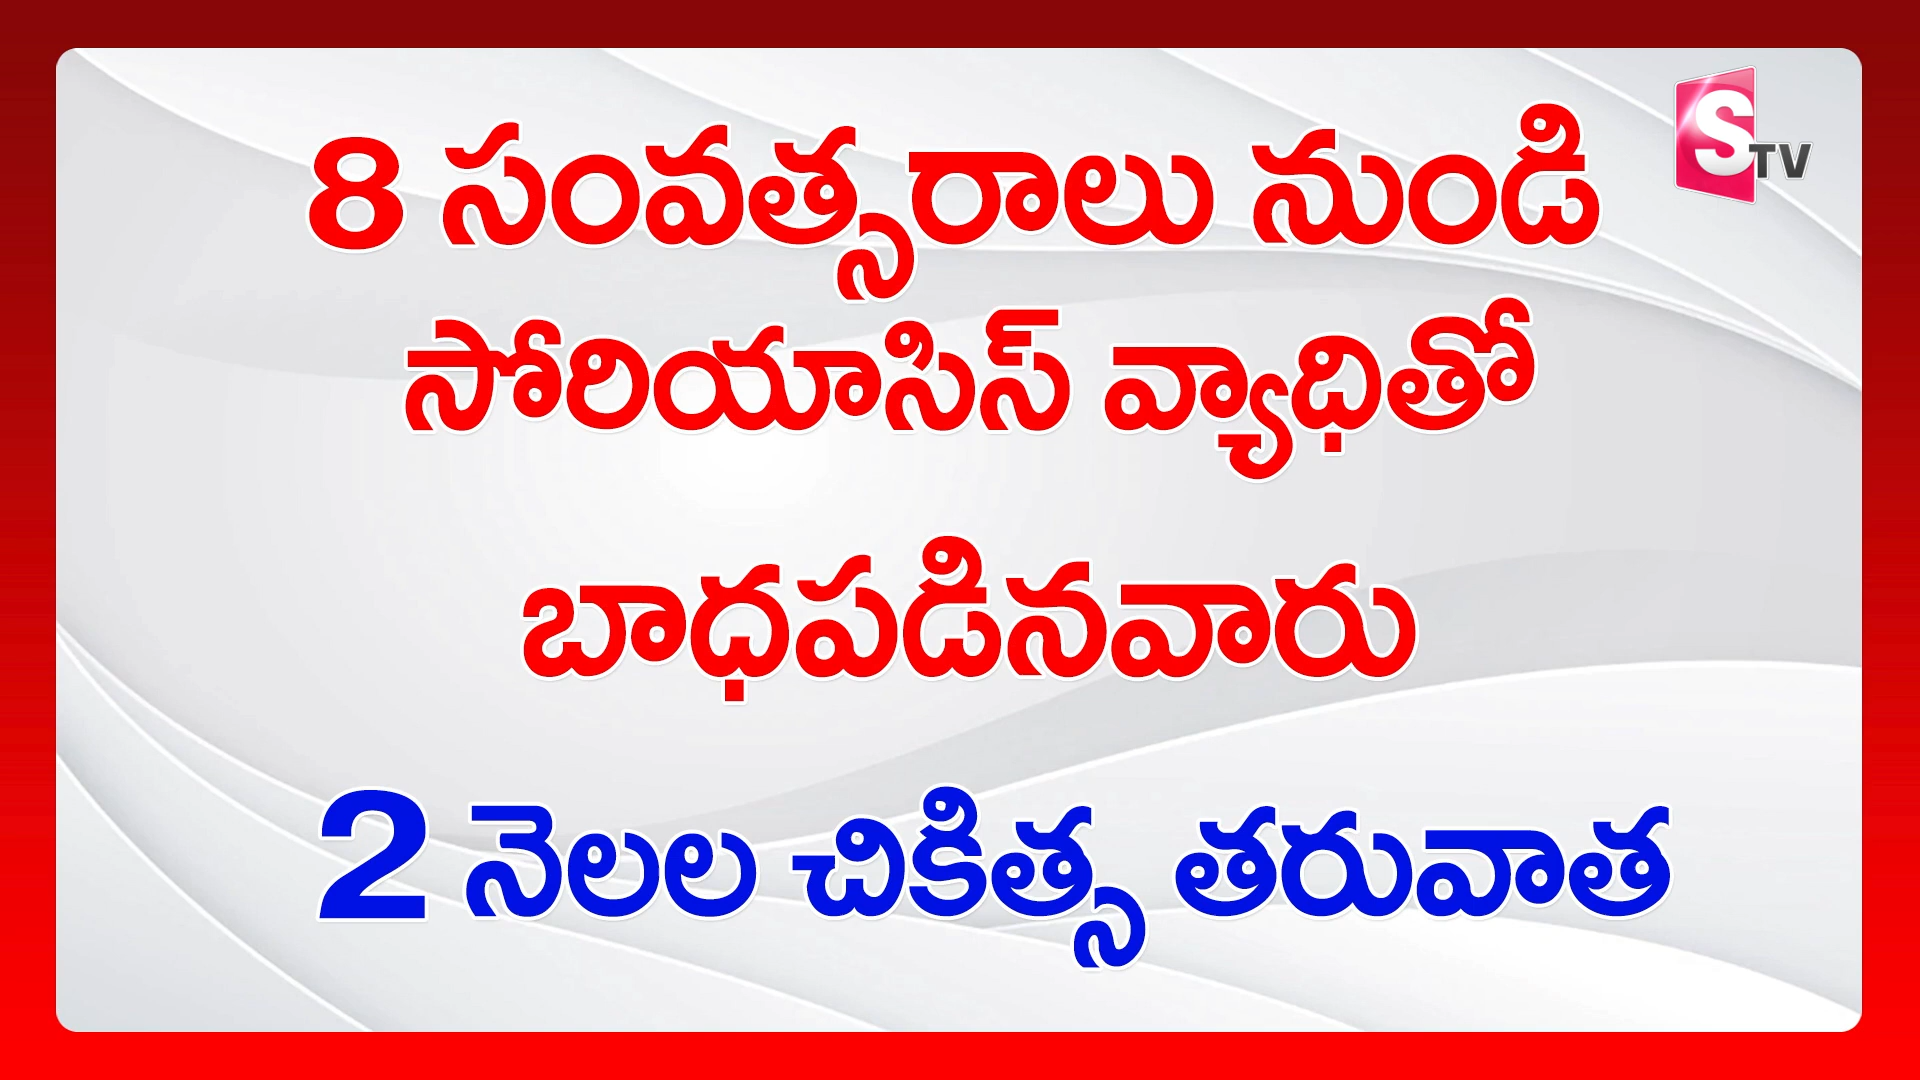 STV
8 సంవత్సరాలు నుండి
సోరియాసిస్ వ్యాధితో
బాధపడినవారు
2 నెలల చికిత్స తరువాత